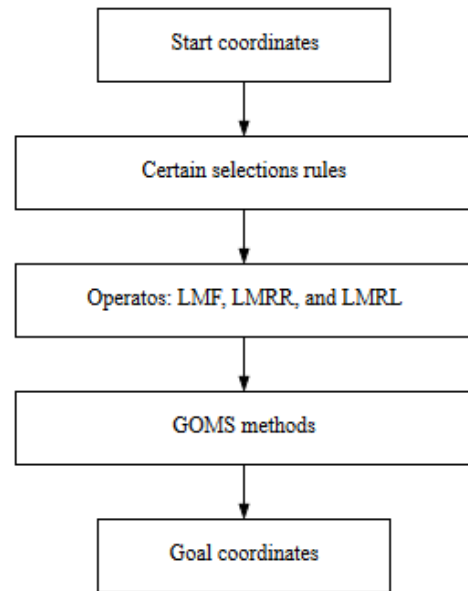 Start coordinates
Certain selections rules
Operatos: LMF, LMRR, and LMRL
GOMS methods
Goal coordinates